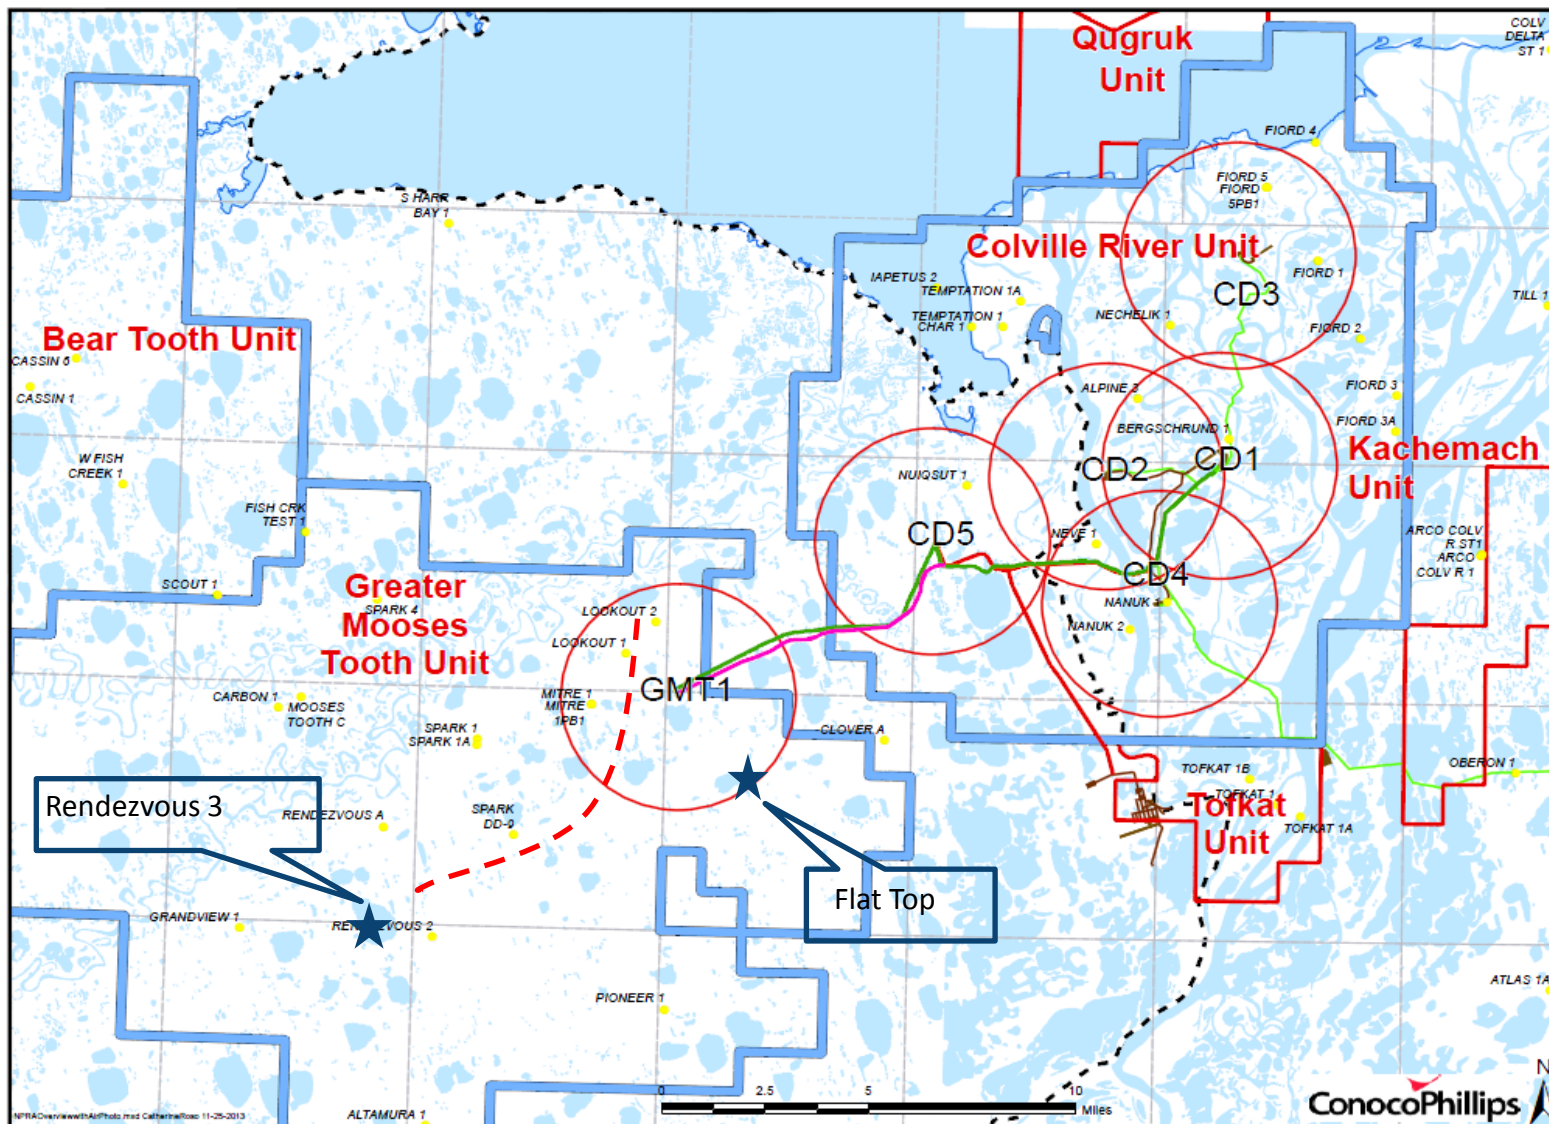 Qugruk
Unit
COLV
DELTA
ST 1
FIORD 4
FIORD 5
FIORD
5PB1
S HARR
BAY 1
Colville River Unit
FIORD 1
IAPETUS 2
TEMPTATION 1A
CD3
TILL 1
TEMPTATION 1
CHAR 1
NECHELIK 1
FIORD 2
Bear Tooth Unit
CASSIN 6
CASSIN 1
ALPINE 3
FIORD 3
BERGSCHRUND 1
FIORD 3A
W FISH
CREEK 1
CD2
CD1
Kachemach
Unit
NUIQSUT 1
FISH CRK
TEST 1
CD5
NEVE 1
ARCO COLV
R ST1
ARCO
COLV R 1
SCOUT 1
Greater
Mooses
Tooth Unit
SPARK 4
CD4
LOOKOUT 2
NANUK 1
NANUK 2
LOOKOUT 1
GMT1
CARBON 1
MOOSES
TOOTH C
MITRE 1
MITRE
1PB1
SPARK 1
SPARK 1A
CLOVER A
OBERON 1
TOFKAT 1B
TOFKAT 1
Tofkat
Unit
TOFKAT 1A
Rendezvous 3
RENDEZVOUS A
SPARK
DD-9
Flat Top
GRANDVIEW 1
RENDEZVOUS 2
PIONEER 1
ATLAS 1A
0 2.5 5 10
Miles
N
ConocoPhillips
NPRAOverviewwithAirPhoto.mxd CatherineRoso 11-25-2013
ALTAMURA 1